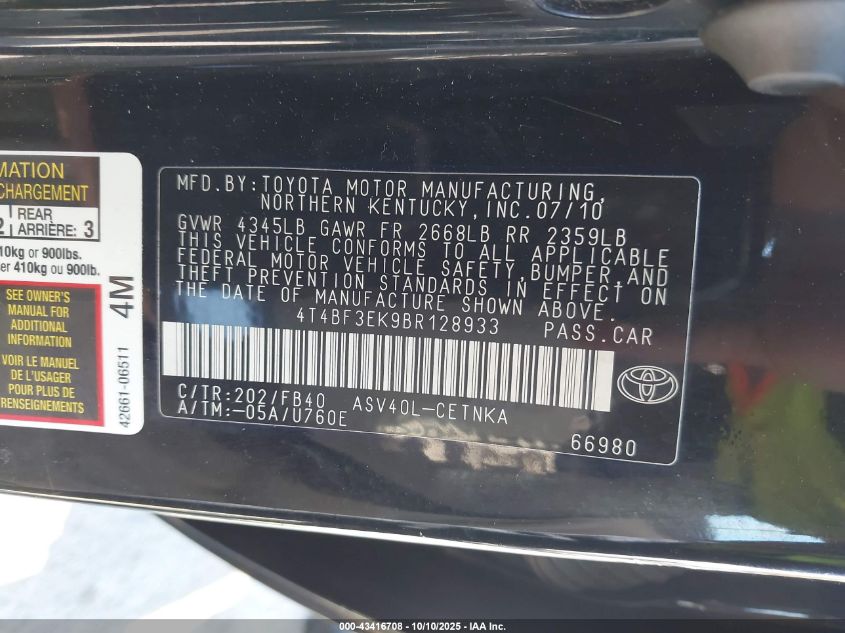 MATION
CHARGEMENT
2 REAR
ARRIÈRE: 3
10kg or 900lbs.
er 410kg ou 900lb.
SEE OWNER'S
MANUAL FOR
ADDITIONAL
INFORMATION
VOIR LE MANUEL
DE L'USAGER
POUR PLUS DE
RENSEIGNEMENTS
4M
42661-06511
MFD.BY:TOYOTA MOTOR MANUFACTURING,
NORTHERN KENTUCKY,INC.07/10
GVWR 4345LB GAWR FR 2668LB RR 2359LB
THIS VEHICLE CONFORMS TO ALL APPLICABLE
FEDERAL MOTOR VEHICLE SAFETY,BUMPER,AND
THEFT PREVENTION STANDARDS IN EFFECT ON
THE DATE OF MANUFACTURE SHOWN ABOVE.
4T4BF3EK9BR128933 PASS.CAR
C/TR:202/FB40 ASV40L-CETNKA
A/TM:-05A/U760E
66980
000-43416708 - 10/10/2025 - IAA Inc.